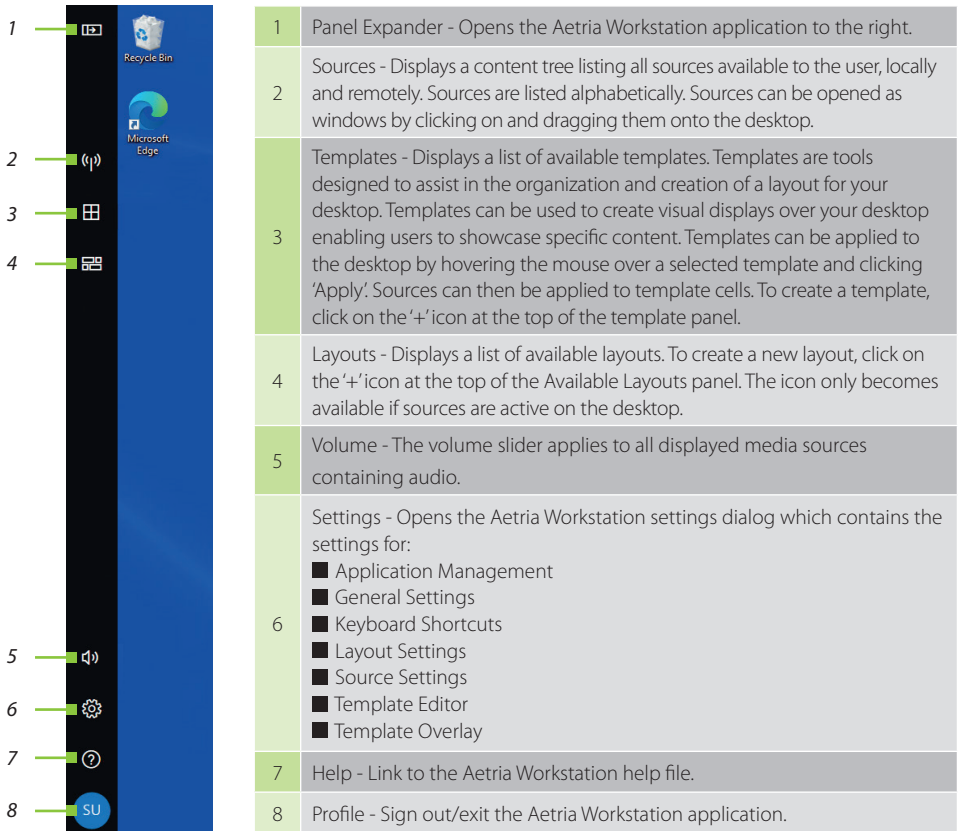 1
Recycle Bin
Microsoft
Edge
2
3
4
5
6
7
8
SU
1 Panel Expander - Opens the Aetria Workstation application to the right.
2 Sources - Displays a content tree listing all sources available to the user, locally
and remotely. Sources are listed alphabetically. Sources can be opened as
windows by clicking on and dragging them onto the desktop.
3 Templates - Displays a list of available templates. Templates are tools
designed to assist in the organization and creation of a layout for your
desktop. Templates can be used to create visual displays over your desktop
enabling users to showcase specific content. Templates can be applied to
the desktop by hovering the mouse over a selected template and clicking
‘Apply’. Sources can then be applied to template cells. To create a template,
click on the ‘+’ icon at the top of the template panel.
4 Layouts - Displays a list of available layouts. To create a new layout, click on
the ‘+’ icon at the top of the Available Layouts panel. The icon only becomes
available if sources are active on the desktop.
5 Volume - The volume slider applies to all displayed media sources
containing audio.
6 Settings - Opens the Aetria Workstation settings dialog which contains the
settings for:
■ Application Management
■ General Settings
■ Keyboard Shortcuts
■ Layout Settings
■ Source Settings
■ Template Editor
■ Template Overlay
7 Help - Link to the Aetria Workstation help file.
8 Profile - Sign out/exit the Aetria Workstation application.